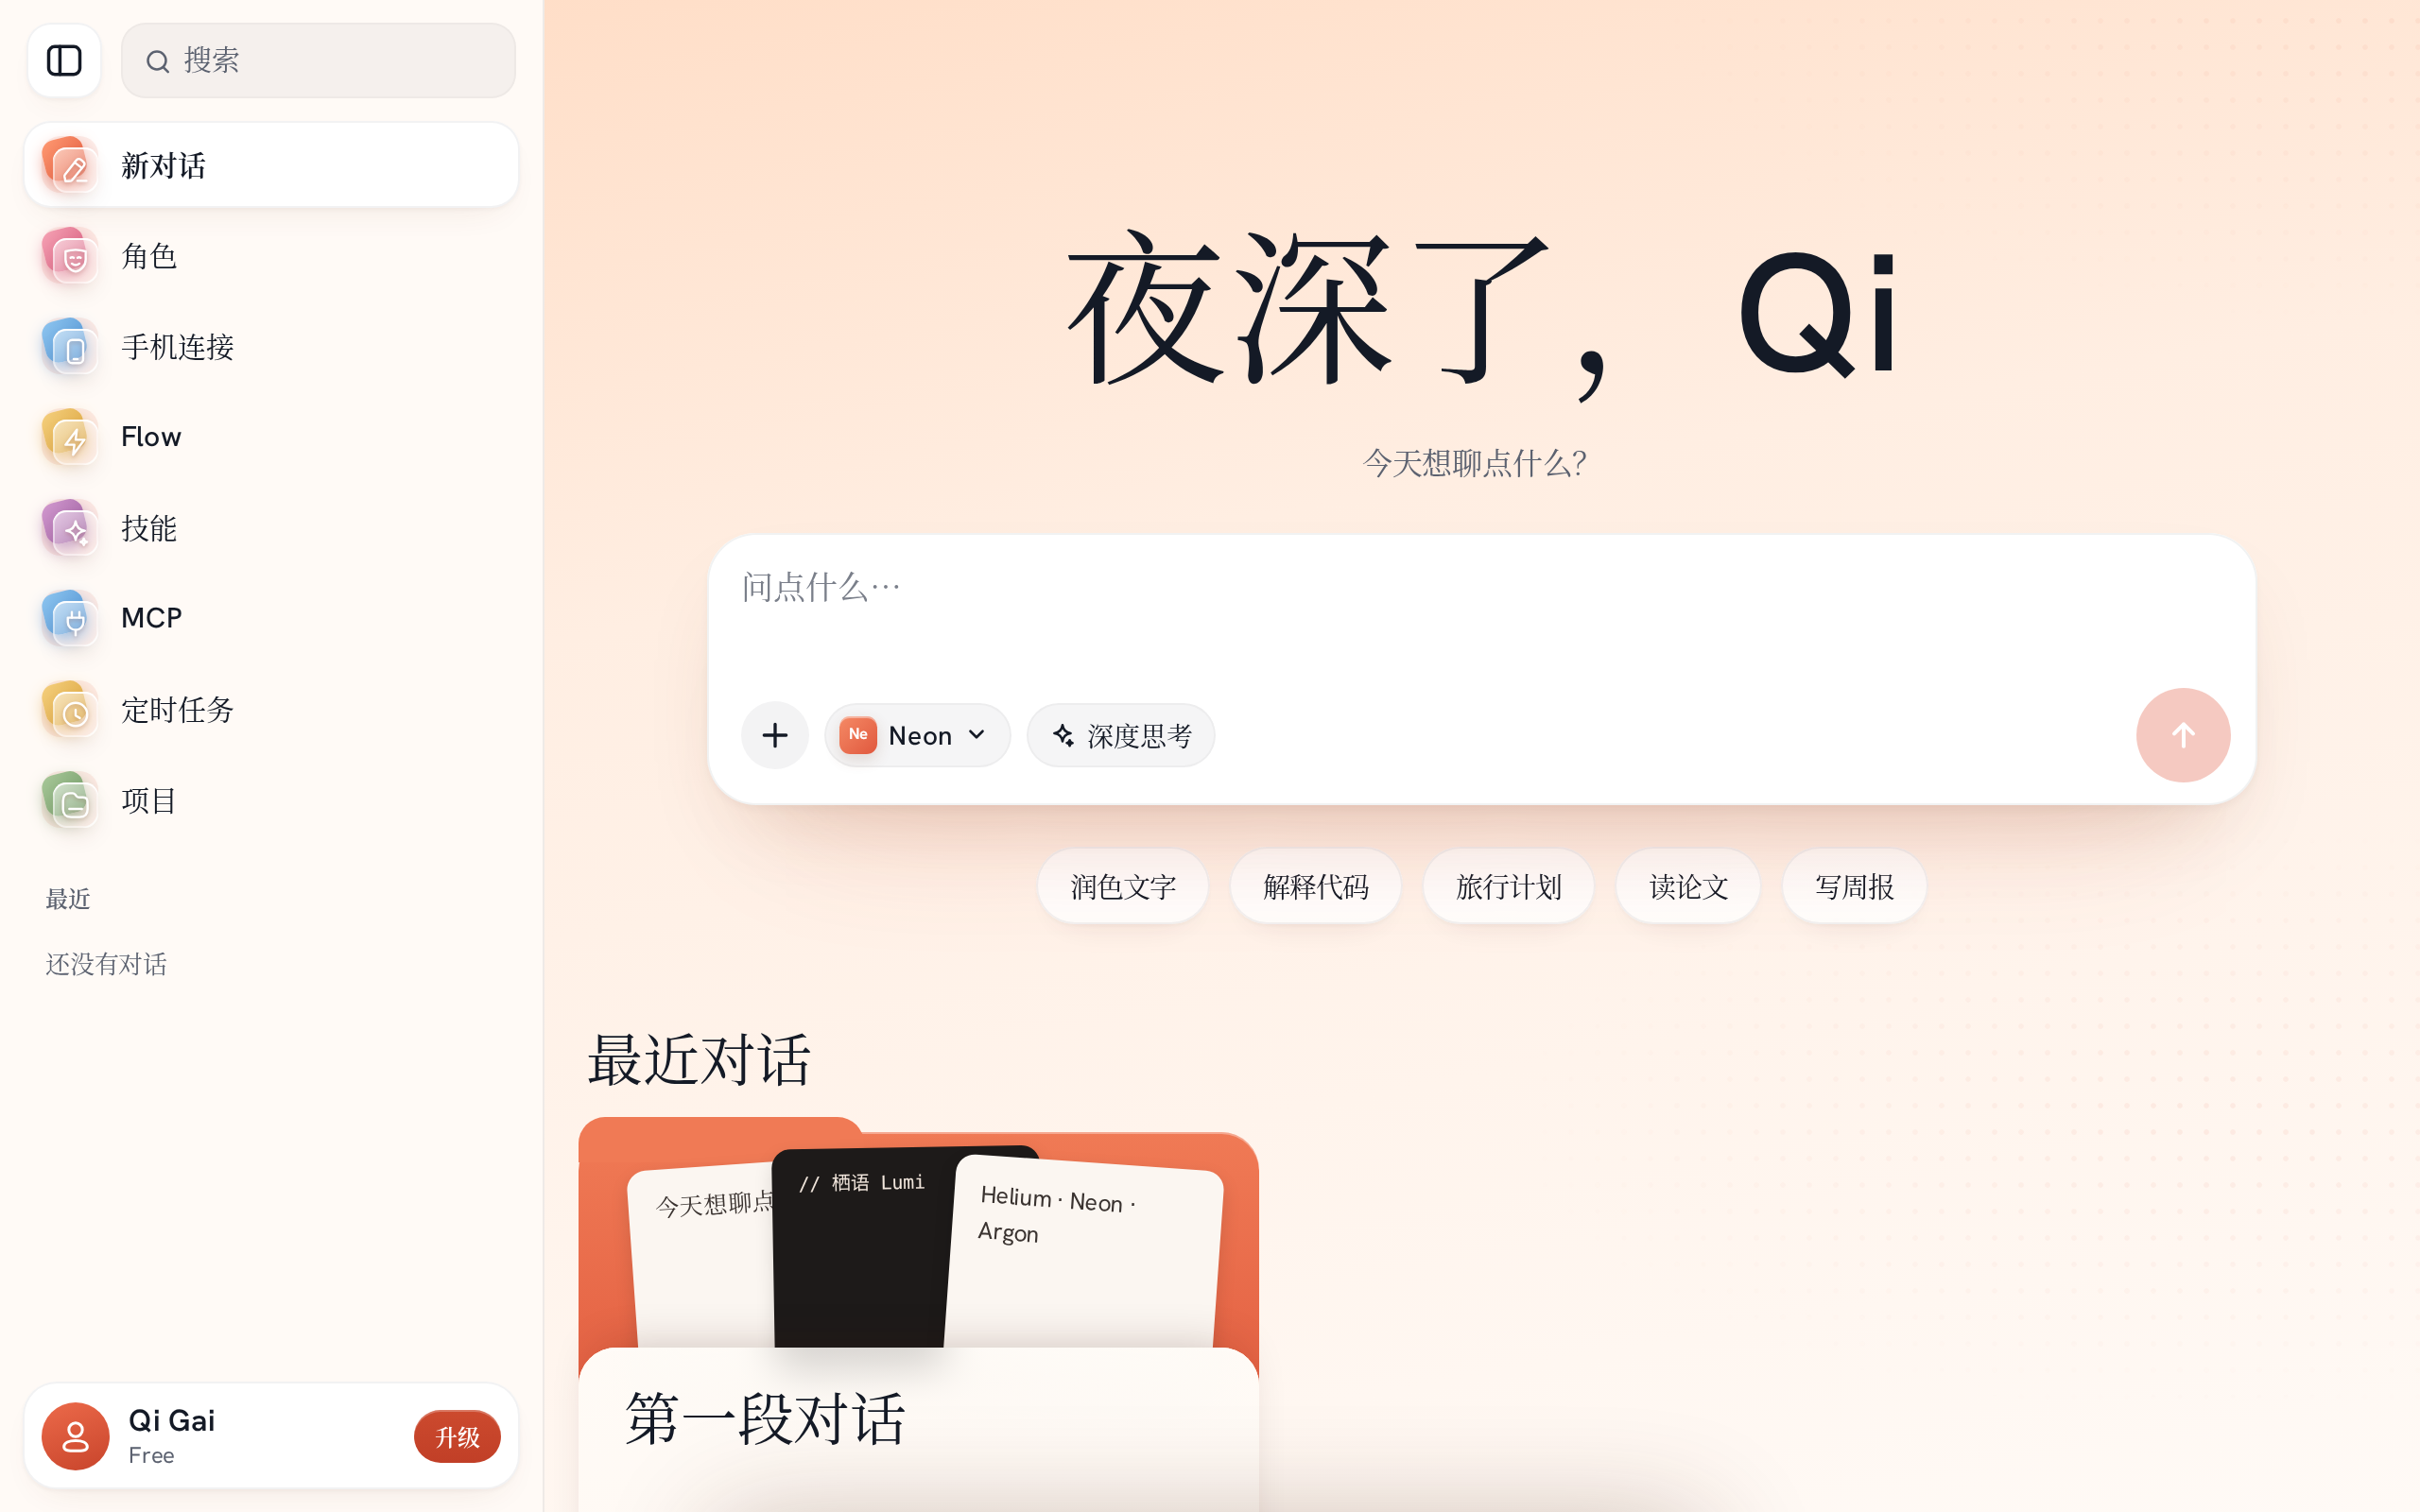 搜索
新对话
角色
手机连接
Flow
技能
MCP
定时任务
项目
最近
还没有对话
Qi Gai
Free
升级
夜深了，Qi
今天想聊点什么？
问点什么…
Ne Neon
深度思考
润色文字
解释代码
旅行计划
读论文
写周报
最近对话
今天想聊点
// 栖语 Lumi
Helium · Neon ·
Argon
第一段对话